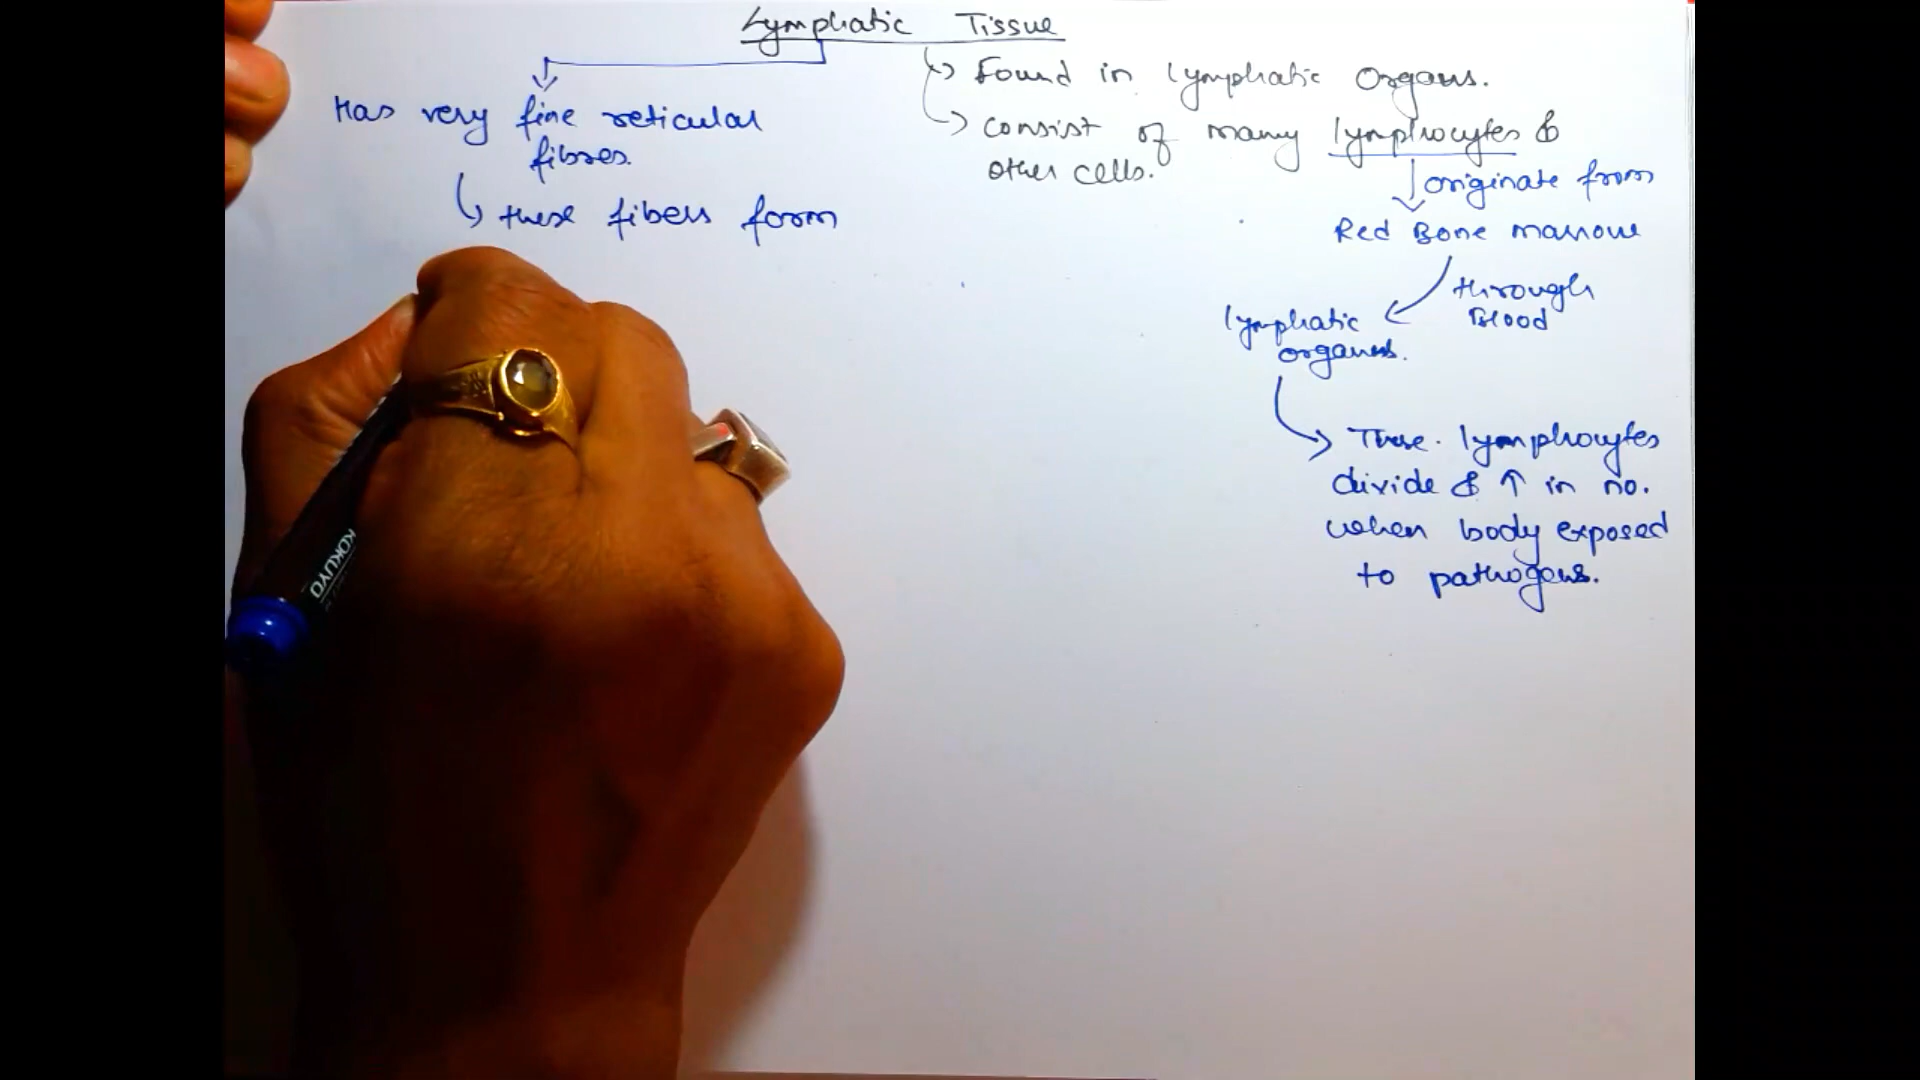 Lymphatic Tissue
Has very fine reticular
fibres.
these fibers form
Found in lymphatic Organs.
consist of many lymphocytes &
other cells.
originate from
Red Bone marrow
through
Blood
lymphatic
organs.
These lymphocytes
divide & ↑ in no.
when body exposed
to pathogens.
KOKUYO